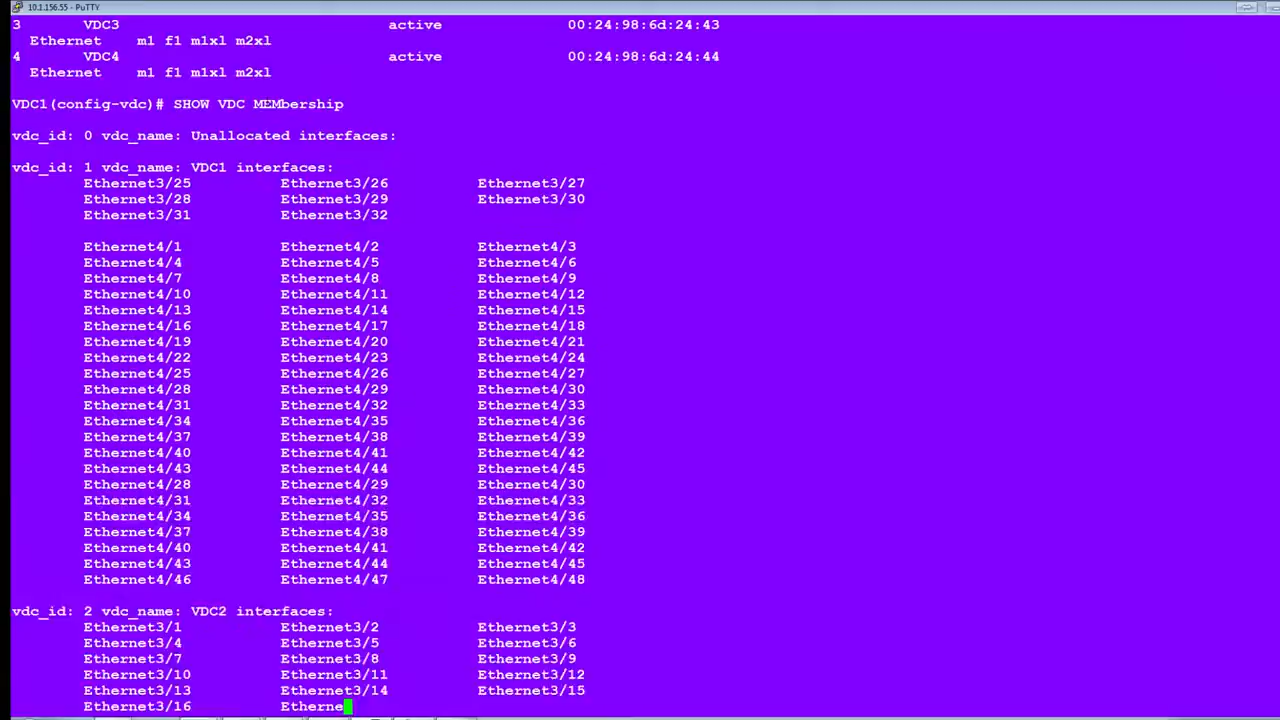 10.1.156.55 - PuTTY
3       VDC3                              active              00:24:98:6d:24:43
  Ethernet    m1 f1 m1xl m2xl
4       VDC4                              active              00:24:98:6d:24:44
  Ethernet    m1 f1 m1xl m2xl
VDC1(config-vdc)# SHOW VDC MEMbership
vdc_id: 0 vdc_name: Unallocated interfaces:
vdc_id: 1 vdc_name: VDC1 interfaces:
Ethernet3/25          Ethernet3/26          Ethernet3/27
Ethernet3/28          Ethernet3/29          Ethernet3/30
Ethernet3/31          Ethernet3/32
Ethernet4/1           Ethernet4/2           Ethernet4/3
Ethernet4/4           Ethernet4/5           Ethernet4/6
Ethernet4/7           Ethernet4/8           Ethernet4/9
Ethernet4/10          Ethernet4/11          Ethernet4/12
Ethernet4/13          Ethernet4/14          Ethernet4/15
Ethernet4/16          Ethernet4/17          Ethernet4/18
Ethernet4/19          Ethernet4/20          Ethernet4/21
Ethernet4/22          Ethernet4/23          Ethernet4/24
Ethernet4/25          Ethernet4/26          Ethernet4/27
Ethernet4/28          Ethernet4/29          Ethernet4/30
Ethernet4/31          Ethernet4/32          Ethernet4/33
Ethernet4/34          Ethernet4/35          Ethernet4/36
Ethernet4/37          Ethernet4/38          Ethernet4/39
Ethernet4/40          Ethernet4/41          Ethernet4/42
Ethernet4/43          Ethernet4/44          Ethernet4/45
Ethernet4/28          Ethernet4/29          Ethernet4/30
Ethernet4/31          Ethernet4/32          Ethernet4/33
Ethernet4/34          Ethernet4/35          Ethernet4/36
Ethernet4/37          Ethernet4/38          Ethernet4/39
Ethernet4/40          Ethernet4/41          Ethernet4/42
Ethernet4/43          Ethernet4/44          Ethernet4/45
Ethernet4/46          Ethernet4/47          Ethernet4/48
vdc_id: 2 vdc_name: VDC2 interfaces:
Ethernet3/1           Ethernet3/2           Ethernet3/3
Ethernet3/4           Ethernet3/5           Ethernet3/6
Ethernet3/7           Ethernet3/8           Ethernet3/9
Ethernet3/10          Ethernet3/11          Ethernet3/12
Ethernet3/13          Ethernet3/14          Ethernet3/15
Ethernet3/16          Etherne